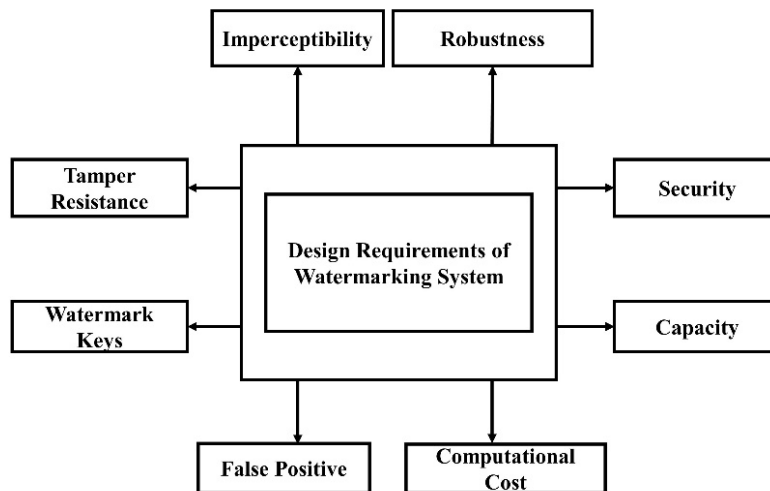 Imperceptibility
Robustness
Tamper
Resistance
Security
Design Requirements of
Watermarking System
Watermark
Keys
Capacity
False Positive
Computational
Cost